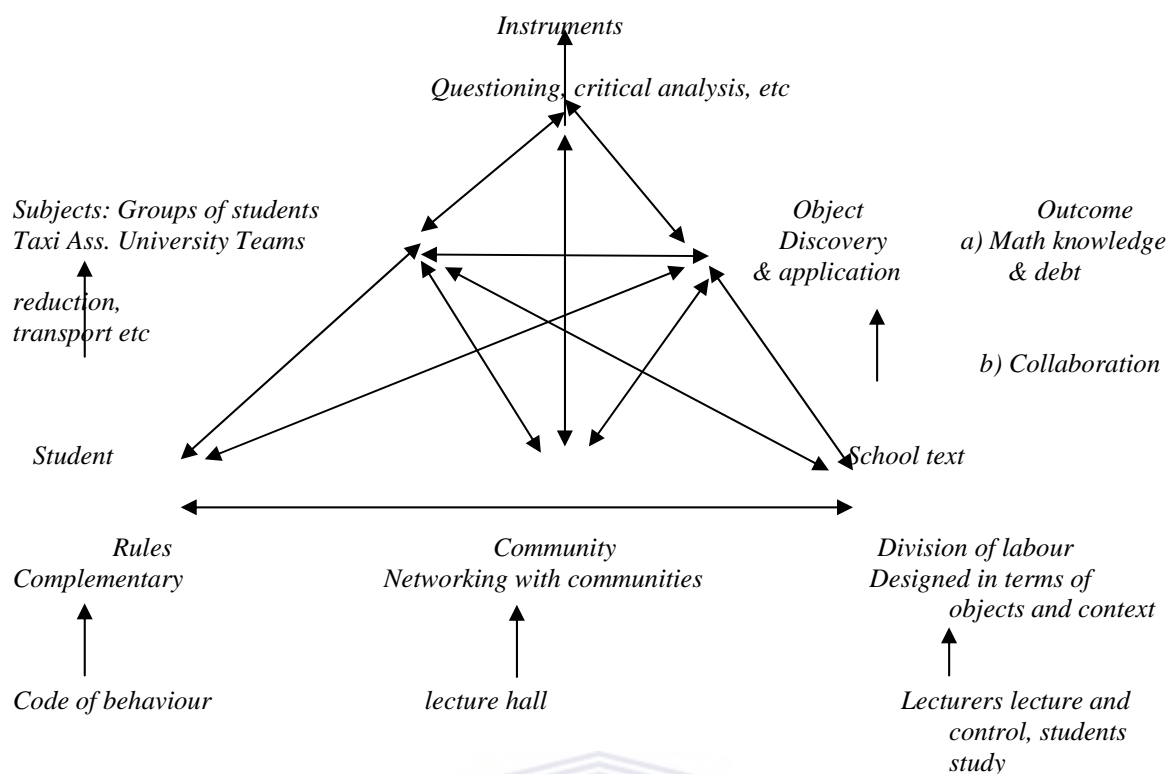 Instruments
Questioning, critical analysis, etc
Subjects: Groups of students
Taxi Ass. University Teams
reduction,
transport etc
Object
Discovery
& application
Outcome
a) Math knowledge
& debt
b) Collaboration
Student
School text
Rules
Complementary
Community
Networking with communities
Division of labour
Designed in terms of
objects and context
Code of behaviour
lecture hall
Lecturers lecture and
control, students
study